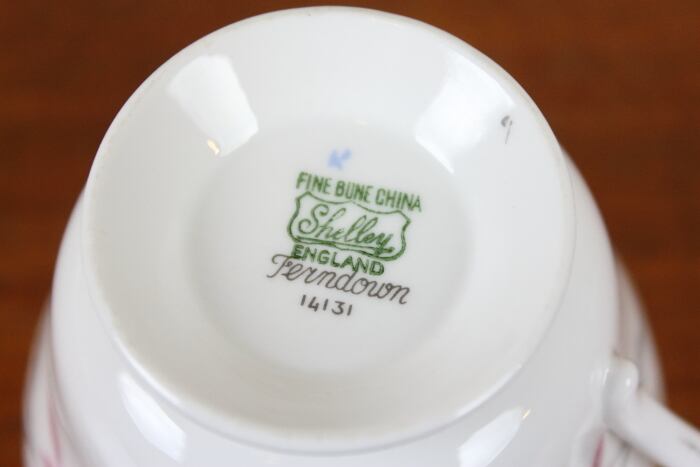 FINE BONE CHINA
Shelley
ENGLAND
Ferndown
14131